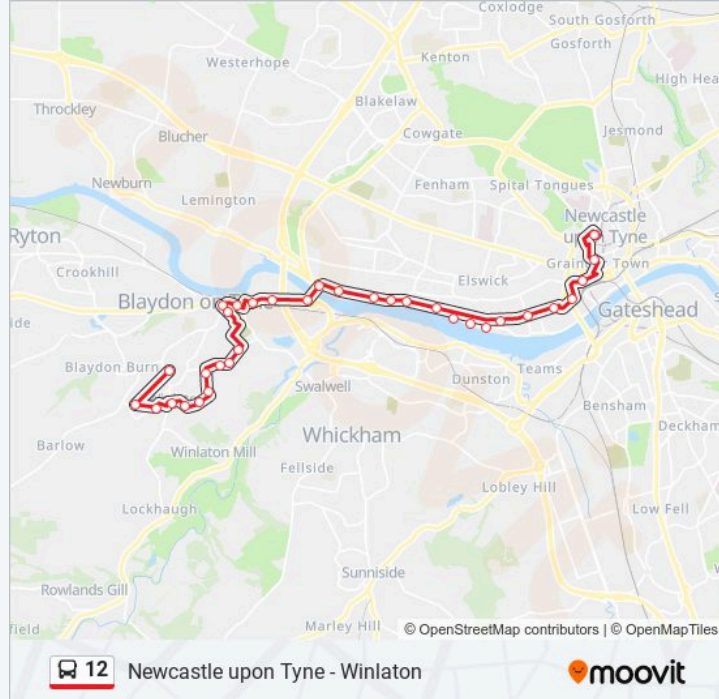 Coxlodge
South Gosforth
Gosforth
Westerhope
Kenton
High Hea
Throckley
Blakelaw
Blucher
Cowgate
Jesmond
Newburn
Fenham
Spital Tongues
Lemington
Newcastle
upon Tyne
Ryton
Crookhill
Elswick
Grainger Town
Blaydon on Tyne
Gateshead
ide
Blaydon Burn
Teams
Dunston
Swalwell
Bensham
Deckham
Whickham
Barlow
Winlaton Mill
Fellside
Lobley Hill
Lockhaugh
Low Fell
Sunniside
Rowlands Gill
field
Marley Hill
© OpenStreetMap contributors | © OpenMapTiles
12
Newcastle upon Tyne - Winlaton
moovit